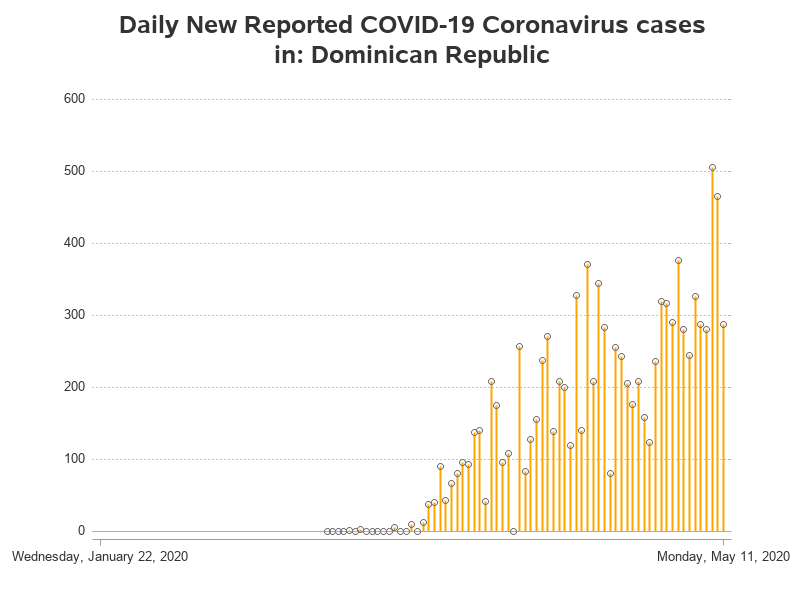 Daily New Reported COVID-19 Coronavirus cases
in: Dominican Republic
600
500
400
300
200
100
0
Wednesday, January 22, 2020
Monday, May 11, 2020